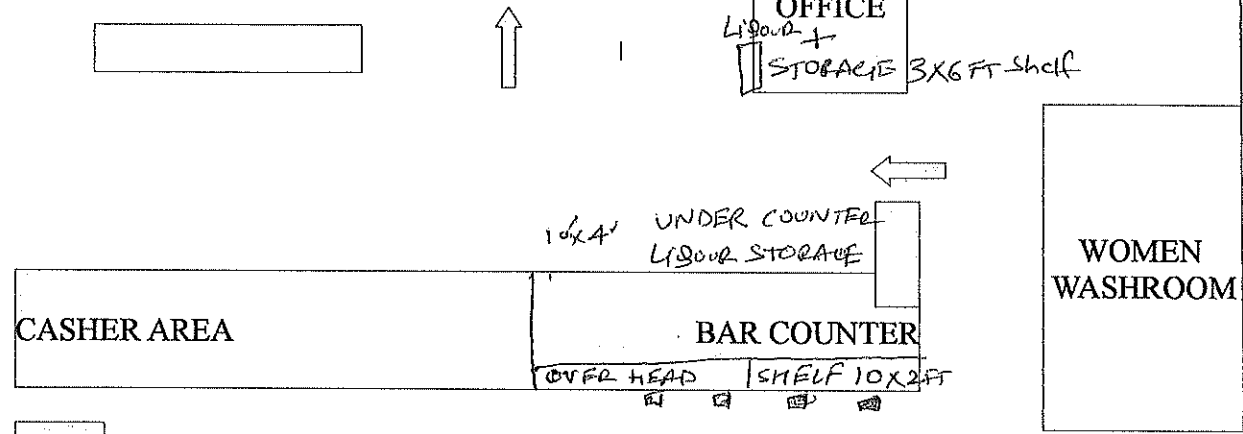 OFFICE
LIQOUR +
STORAGE 3X6 FT Shelf
10'X4' UNDER COUNTER
LIQOUR STORAGE
WOMEN
WASHROOM
CASHER AREA
BAR COUNTER
OVER HEAD SHELF 10X2FT